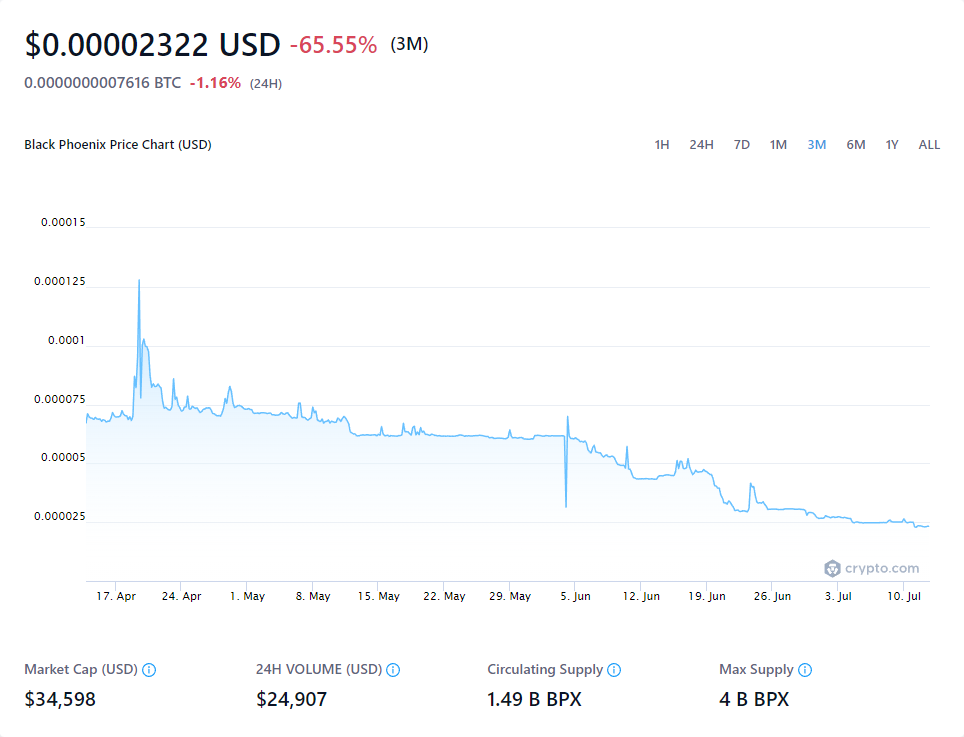 $0.00002322 USD -65.55% (3M)
0.0000000007616 BTC -1.16% (24H)
Black Phoenix Price Chart (USD)
1H 24H 7D 1M 3M 6M 1Y ALL
0.00015
0.000125
0.0001
0.000075
0.00005
0.000025
crypto.com
17. Apr 24. Apr 1. May 8. May 15. May 22. May 29. May 5. Jun 12. Jun 19. Jun 26. Jun 3. Jul 10. Jul
Market Cap (USD) 24H VOLUME (USD) Circulating Supply Max Supply
$34,598 $24,907 1.49 B BPX 4 B BPX